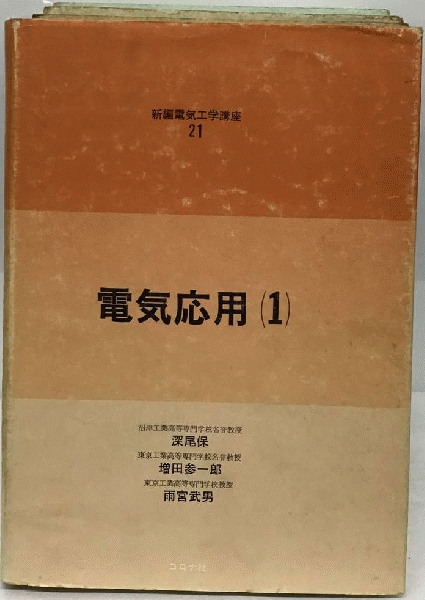 新編電気工学講座
21
電気応用(1)
沼津工業高等専門学校名誉教授
深尾保
東京工業高等専門学校名誉教授
増田参一郎
東京工業高等専門学校教授
雨宮武男
コロナ社